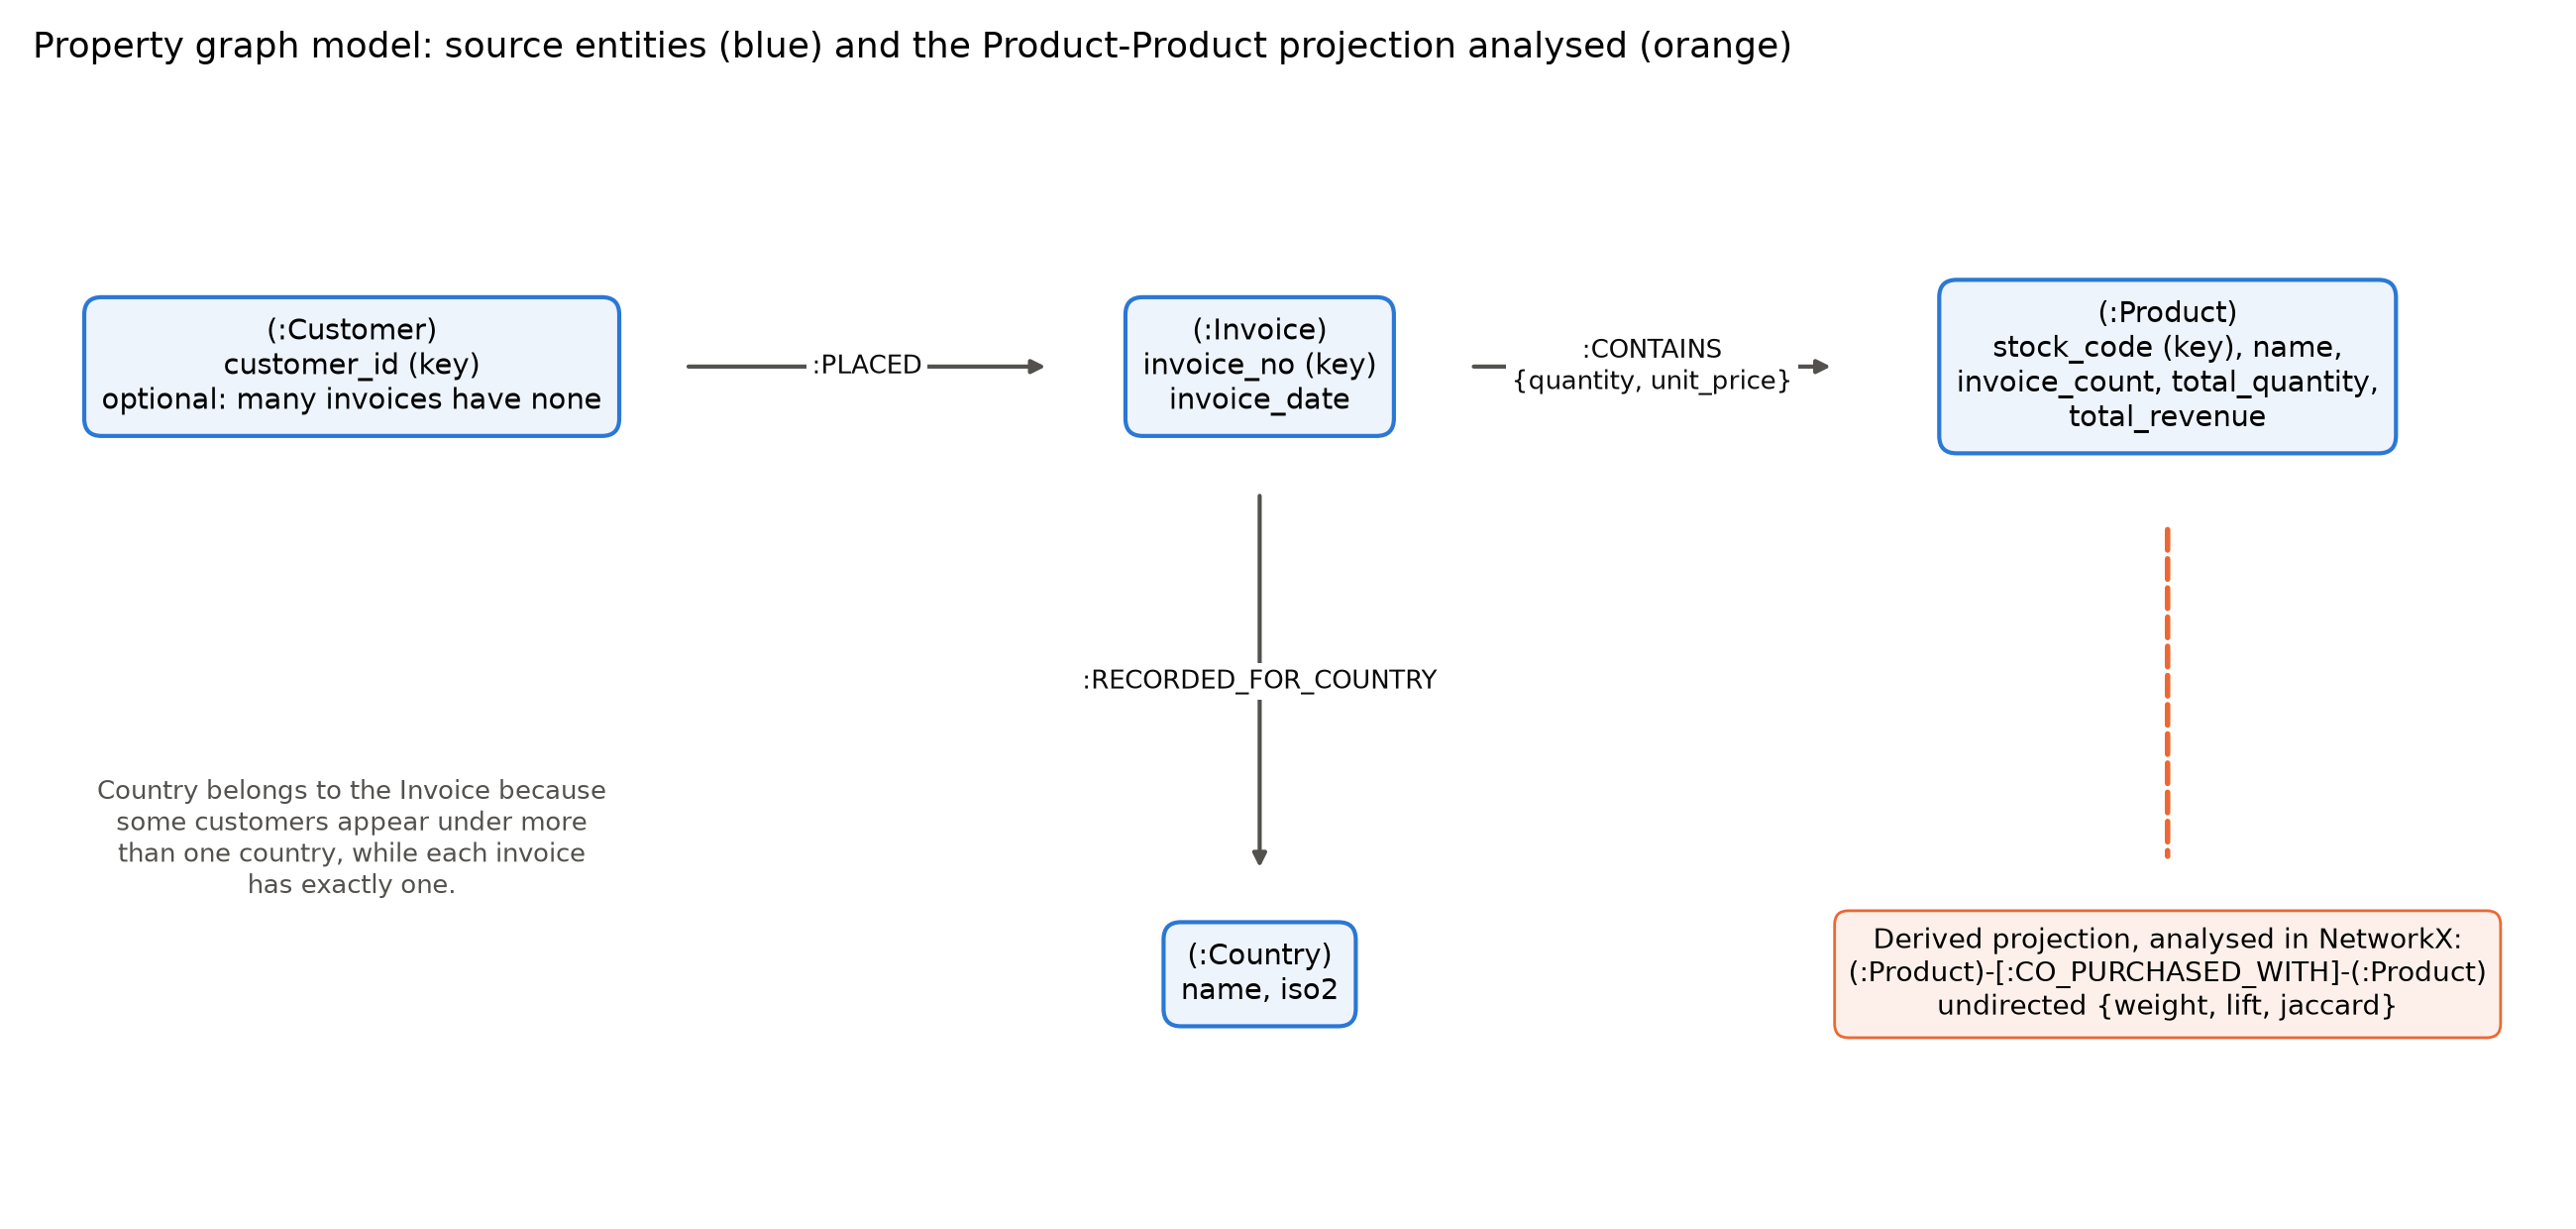 Property graph model: source entities (blue) and the Product-Product projection analysed (orange)
(:Customer)
customer_id (key)
optional: many invoices have none
:PLACED
(:Invoice)
invoice_no (key)
invoice_date
:CONTAINS
{quantity, unit_price}
(:Product)
stock_code (key), name,
invoice_count, total_quantity,
total_revenue
:RECORDED_FOR_COUNTRY
Country belongs to the Invoice because
some customers appear under more
than one country, while each invoice
has exactly one.
(:Country)
name, iso2
Derived projection, analysed in NetworkX:
(:Product)-[:CO_PURCHASED_WITH]-(:Product)
undirected {weight, lift, jaccard}